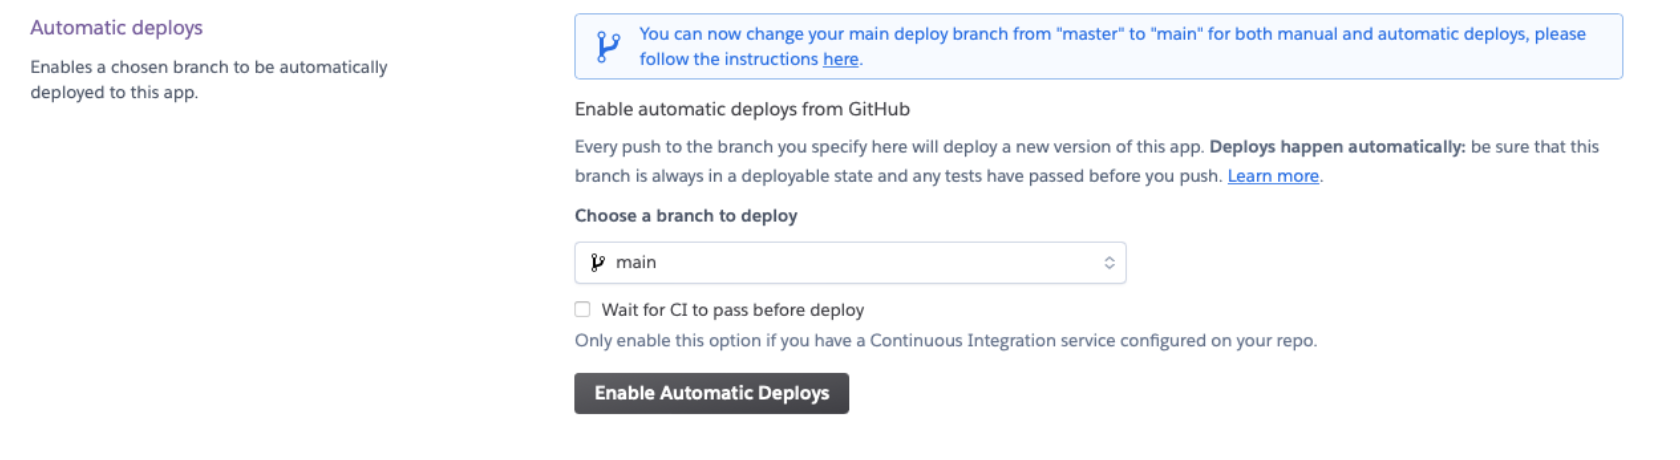 Automatic deploys
Enables a chosen branch to be automatically
deployed to this app.
You can now change your main deploy branch from "master" to "main" for both manual and automatic deploys, please
follow the instructions here.
Enable automatic deploys from GitHub
Every push to the branch you specify here will deploy a new version of this app. Deploys happen automatically: be sure that this
branch is always in a deployable state and any tests have passed before you push. Learn more.
Choose a branch to deploy
main
Wait for CI to pass before deploy
Only enable this option if you have a Continuous Integration service configured on your repo.
Enable Automatic Deploys